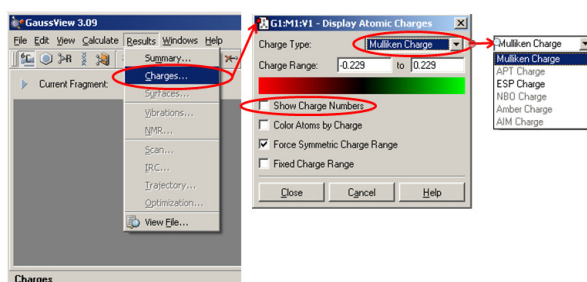 GaussView 3.09
File Edit View Calculate Results Windows Help
Current Fragment:
Summary...
Charges...
Surfaces...
Vibrations...
NMR...
Scan...
IRC...
Trajectory...
Optimization...
View File...
Charges
G1:M1:V1 - Display Atomic Charges
Charge Type: Mulliken Charge
Charge Range: -0.229 to 0.229
Show Charge Numbers
Color Atoms by Charge
Force Symmetric Charge Range
Fixed Charge Range
Close Cancel Help
Mulliken Charge
Mulliken Charge
APT Charge
ESP Charge
NBO Charge
Amber Charge
AIM Charge